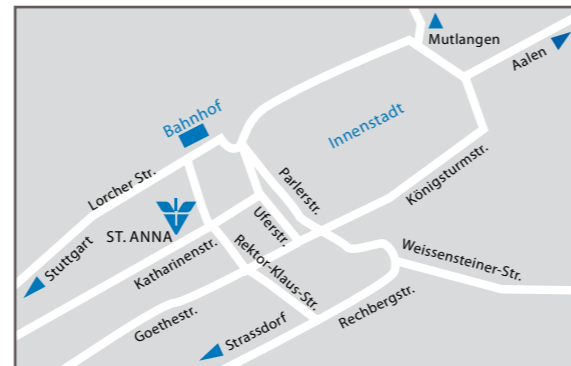 Mutlangen
Aalen
Bahnhof
Innenstadt
Lorcher Str.
Parlerstr.
Königsturmstr.
ST. ANNA
Uferstr.
Stuttgart
Katharinenstr.
Rektor-Klaus-Str.
Weissensteiner-Str.
Goethestr.
Strassdorf
Rechbergstr.